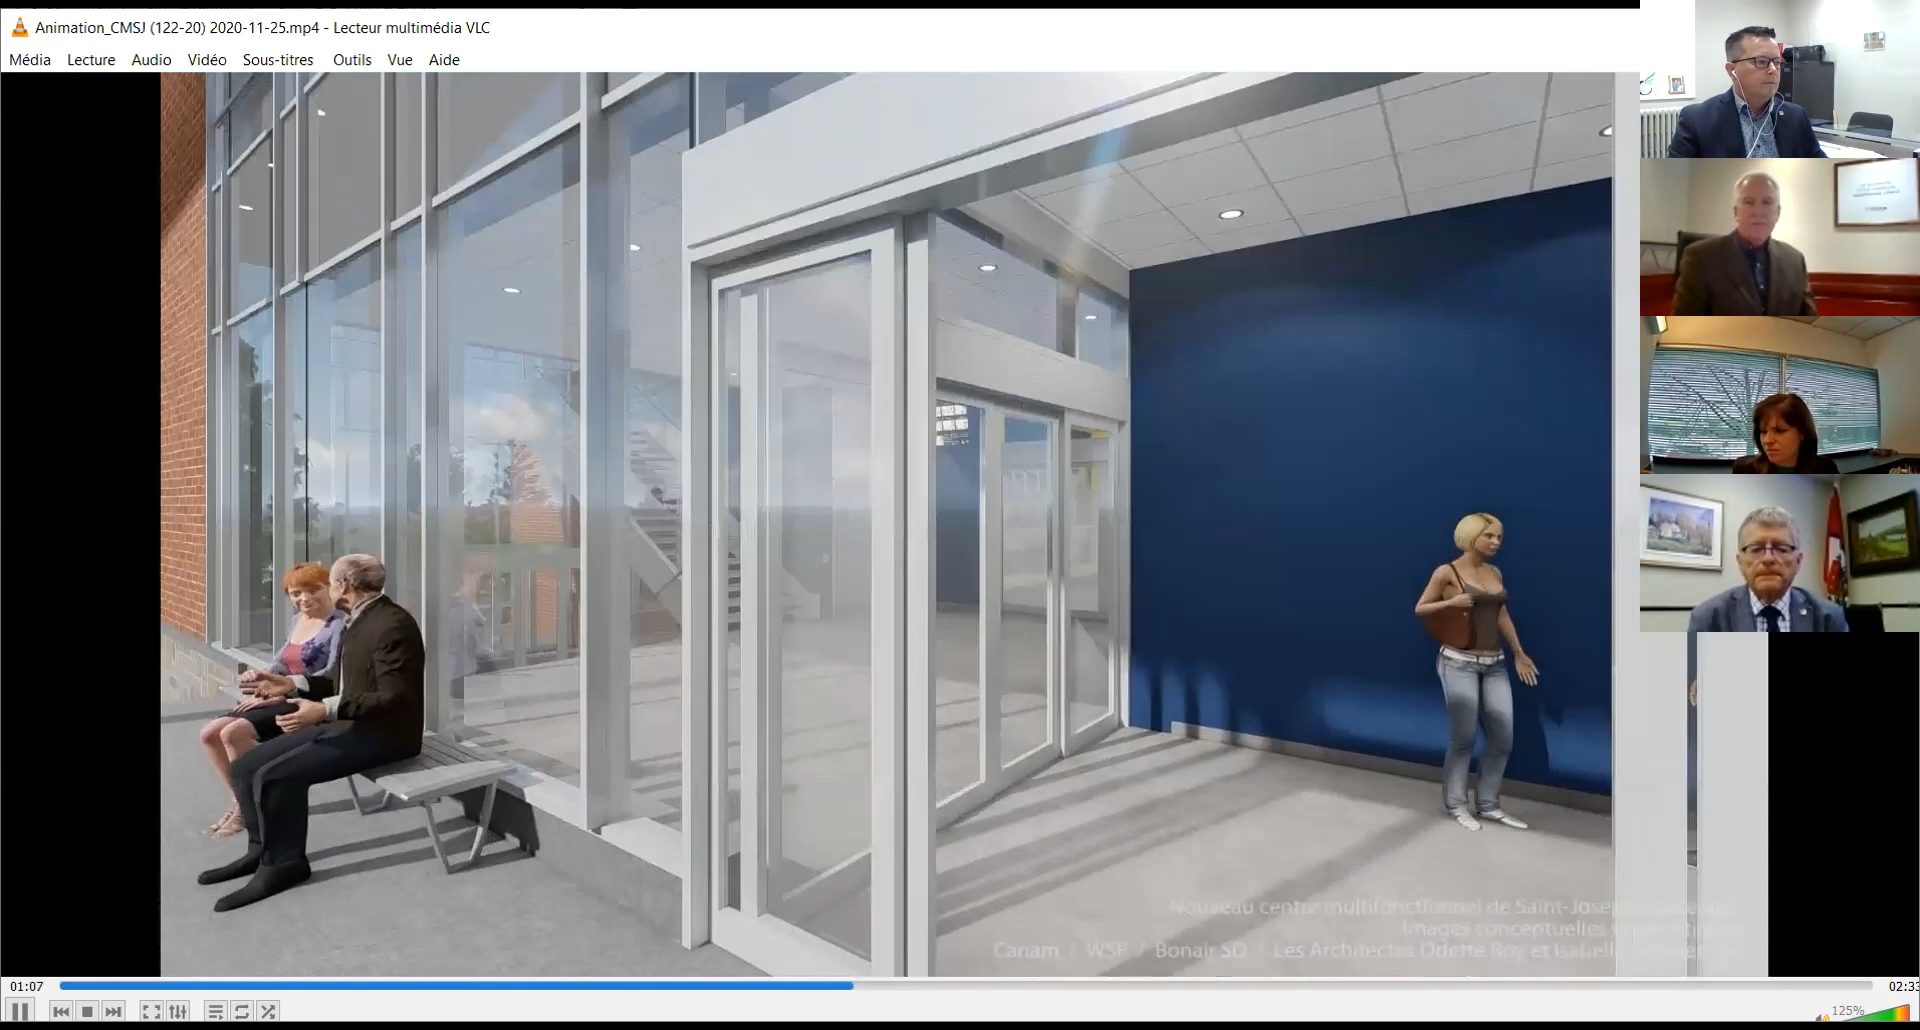 Animation_CMSJ (122-20) 2020-11-25.mp4 - Lecteur multimédia VLC
Média Lecture Audio Vidéo Sous-titres Outils Vue Aide
Nouveau centre multifonctionnel de Saint-Josep
Images conceptuelles
Canam / WSP / Bonair SD / Les Architectes Odette Roy et Isabelle
01:07
02:33
125%